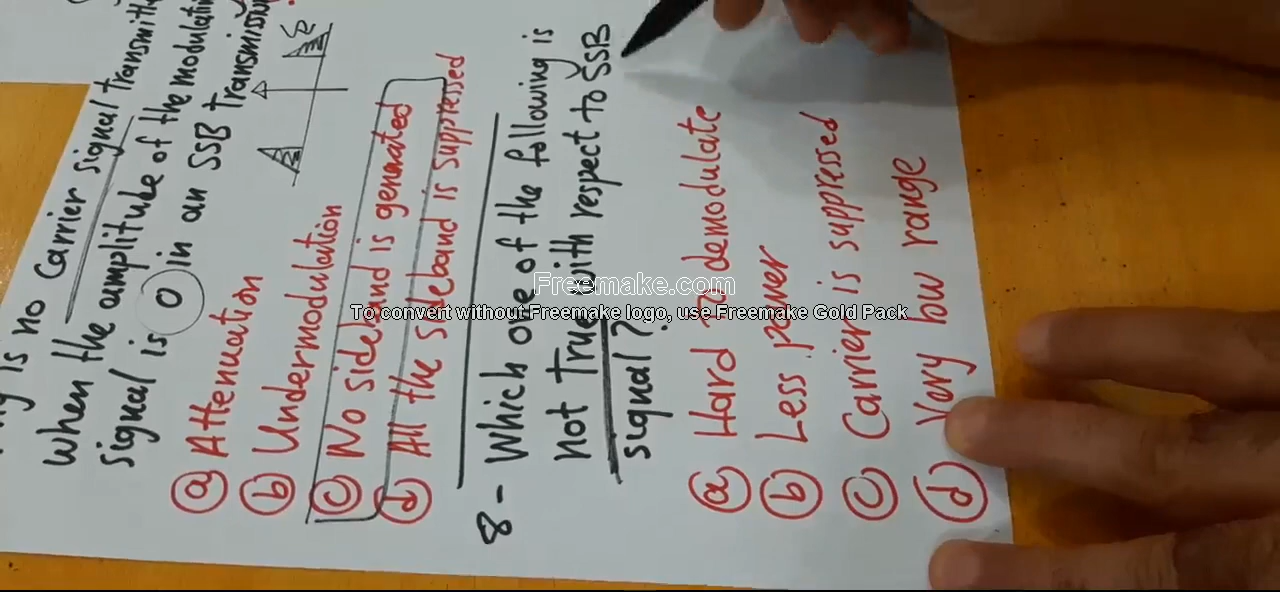 is no Carrier signal
When the amplitude of the modulati
signal is 0 in an SSB transmission
a Attenuation
b Undermodulation
c No sideband is generated
d All the sideband is suppressed
8- Which one of the following is
not true with respect to SSB
signal?
a Hard to demodulate
b Less power
c Carrier is suppressed
d Very low range
Freemake.com
To convert without Freemake logo, use Freemake Gold Pack